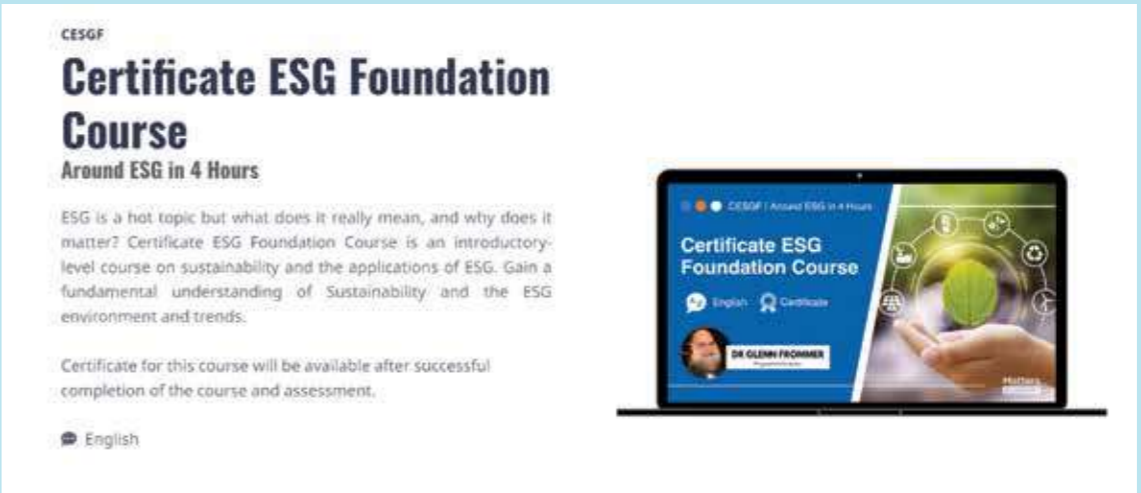 CESGF
Certificate ESG Foundation
Course
Around ESG in 4 Hours
ESG is a hot topic but what does it really mean, and why does it
matter? Certificate ESG Foundation Course is an introductory-
level course on sustainability and the applications of ESG. Gain a
fundamental understanding of Sustainability and the ESG
environment and trends.
Certificate for this course will be available after successful
completion of the course and assessment.
English
CESGF | Around ESG in 4 Hours
Certificate ESG
Foundation Course
English Certificate
DR GLENN FROMMER
Matters